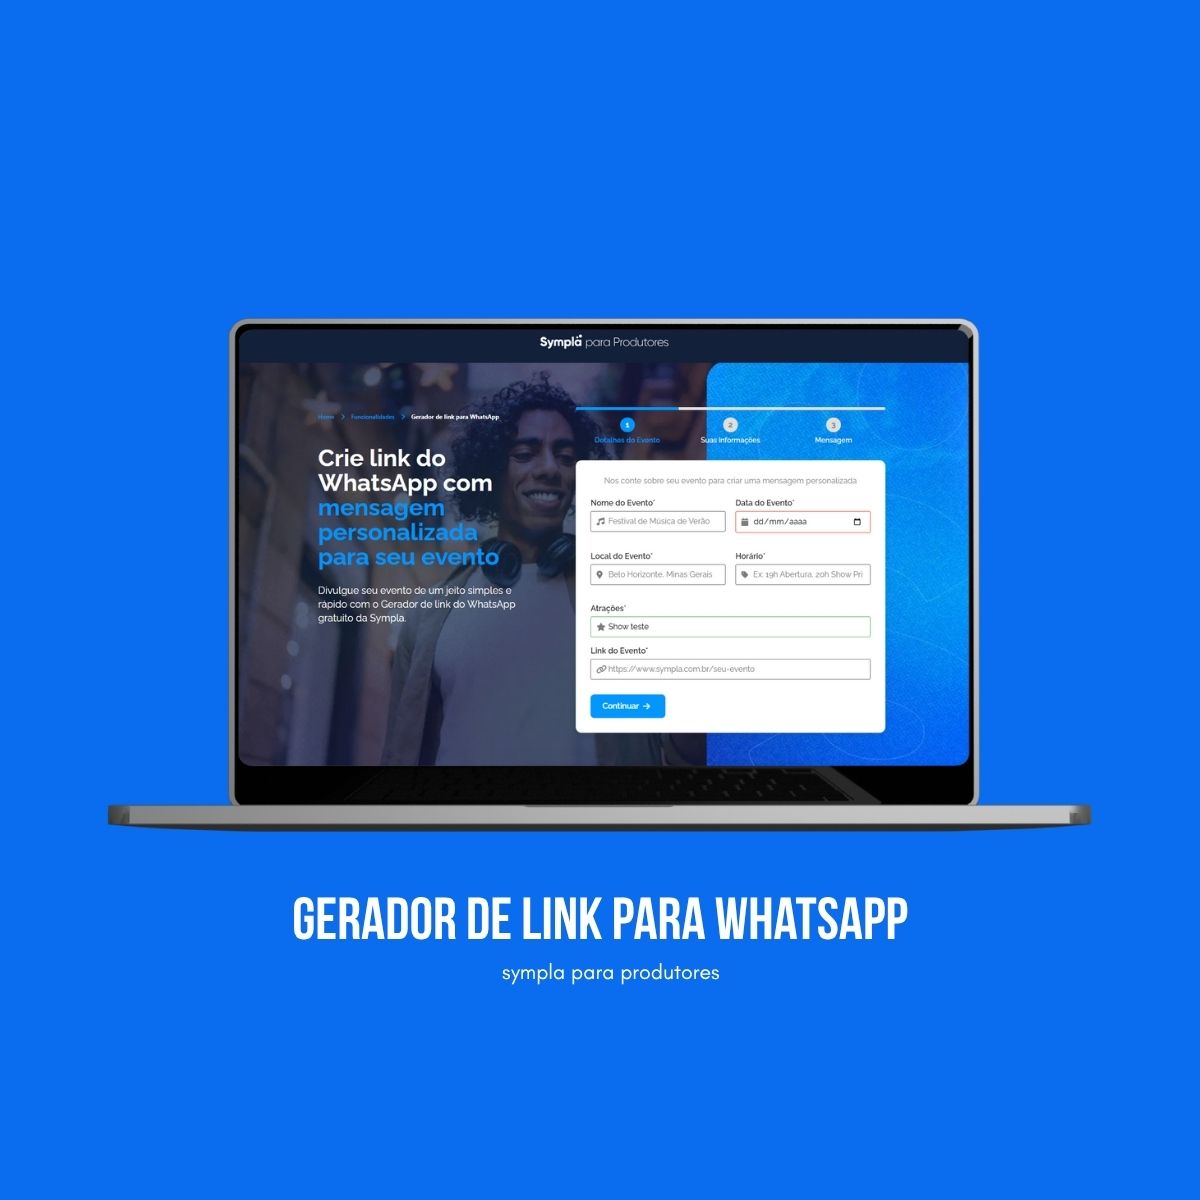 Sympla para Produtores
Home > Funcionalidades > Gerador de link para WhatsApp
Crie link do
WhatsApp com
mensagem
personalizada
para seu evento
Divulgue seu evento de um jeito simples e
rápido com o Gerador de link do WhatsApp
gratuito da Sympla.
1 2 3
Detalhes do Evento Suas informações Mensagem
Nos conte sobre seu evento para criar uma mensagem personalizada
Nome do Evento* Data do Evento*
Festival de Música de Verão dd/mm/aaaa
Local do Evento* Horário*
Belo Horizonte, Minas Gerais Ex: 19h Abertura, 20h Show Pri
Atrações*
Show teste
Link do Evento*
https://www.sympla.com.br/seu-evento
Continuar →
GERADOR DE LINK PARA WHATSAPP
sympla para produtores